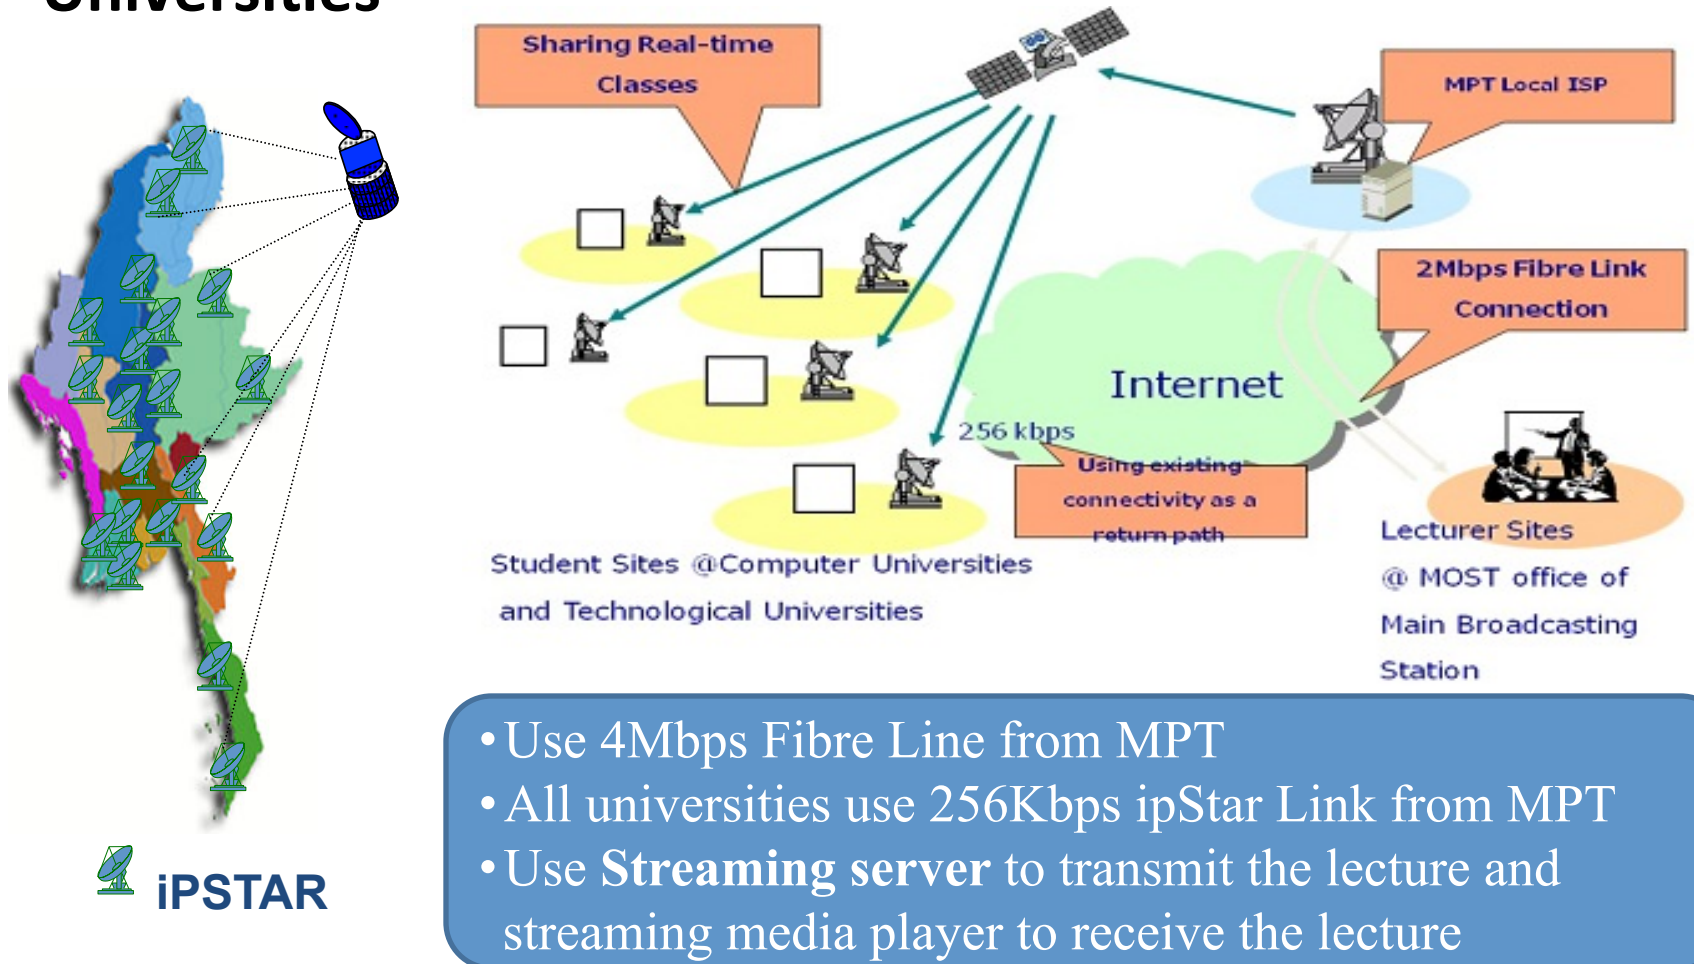 Universities
Sharing Real-time
Classes
MPT Local ISP
2Mbps Fibre Link
Connection
Internet
256 kbps
Using existing
connectivity as a
return path
Student Sites @Computer Universities
and Technological Universities
Lecturer Sites
@ MOST office of
Main Broadcasting
Station
iPSTAR
•Use 4Mbps Fibre Line from MPT
•All universities use 256Kbps ipStar Link from MPT
•Use Streaming server to transmit the lecture and
streaming media player to receive the lecture